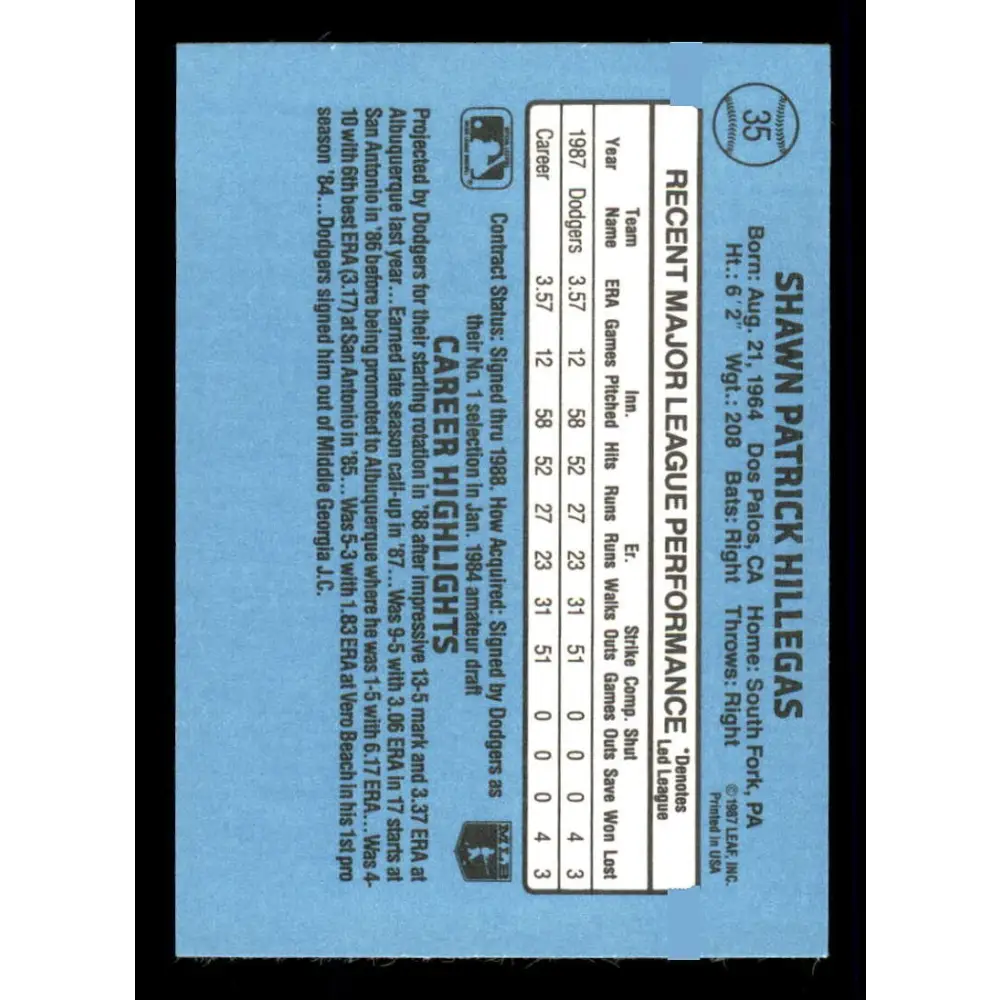 35
SHAWN PATRICK HILLEGAS
Born: Aug. 21, 1964 Dos Palos, CA Home: South Fork, PA
Ht.: 6'2" Wgt.: 208 Bats: Right Throws: Right
© 1987 LEAF, INC.
Printed in USA
RECENT MAJOR LEAGUE PERFORMANCE
*Denotes
Led League
Team Inn. Er. Strike Comp. Shut
Year Name ERA Games Pitched Hits Runs Runs Walks Outs Games Outs Save Won Lost
1987 Dodgers 3.57 12 58 52 27 23 31 51 0 0 0 4 3
Career 3.57 12 58 52 27 23 31 51 0 0 0 4 3
Contract Status: Signed thru 1988. How Acquired: Signed by Dodgers as
their No. 1 selection in Jan. 1984 amateur draft
MLB
CAREER HIGHLIGHTS
Projected by Dodgers for their starting rotation in '88 after impressive 13-5 mark and 3.37 ERA at
Albuquerque last year...Earned late season call-up in '87...Was 9-5 with 3.06 ERA in 17 starts at
San Antonio in '86 before being promoted to Albuquerque where he was 1-5 with 6.17 ERA...Was 4-
10 with 6th best ERA (3.17) at San Antonio in '85...Was 5-3 with 1.83 ERA at Vero Beach in his 1st pro
season '84...Dodgers signed him out of Middle Georgia J.C.